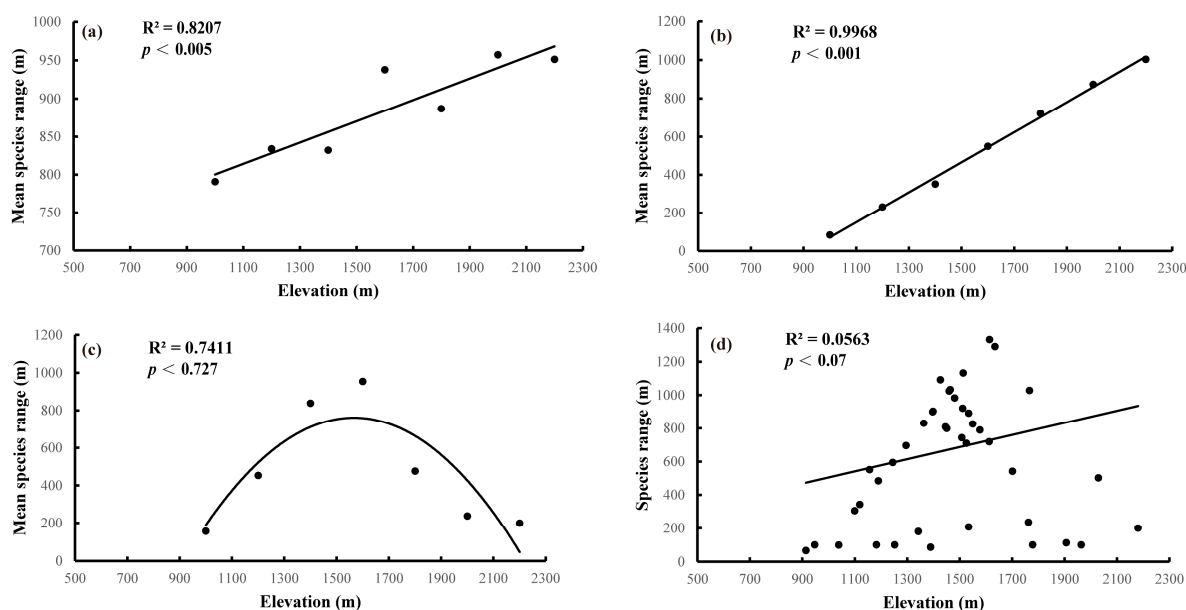 (a)
R² = 0.8207
p < 0.005
1000
950
900
850
800
750
700
Mean species range (m)
500 700 900 1100 1300 1500 1700 1900 2100 2300
Elevation (m)
(b)
R² = 0.9968
p < 0.001
1200
1000
800
600
400
200
0
Mean species range (m)
500 700 900 1100 1300 1500 1700 1900 2100 2300
Elevation (m)
(c)
R² = 0.7411
p < 0.727
1200
1000
800
600
400
200
0
Mean species range (m)
500 700 900 1100 1300 1500 1700 1900 2100 2300
Elevation (m)
(d)
R² = 0.0563
p < 0.07
1400
1200
1000
800
600
400
200
0
Species range (m)
500 700 900 1100 1300 1500 1700 1900 2100 2300
Elevation (m)